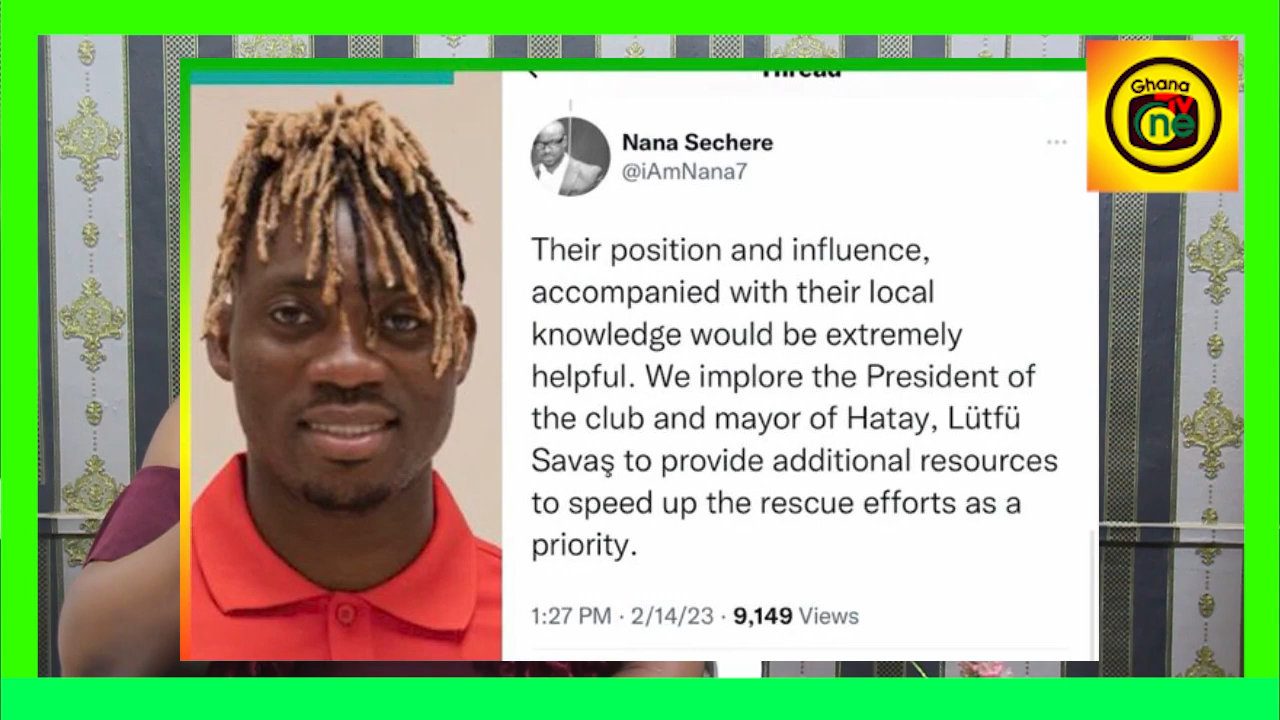 Thread
Ghana
TV
One
Nana Sechere
@iAmNana7
Their position and influence,
accompanied with their local
knowledge would be extremely
helpful. We implore the President of
the club and mayor of Hatay, Lütfü
Savaş to provide additional resources
to speed up the rescue efforts as a
priority.
1:27 PM · 2/14/23 · 9,149 Views